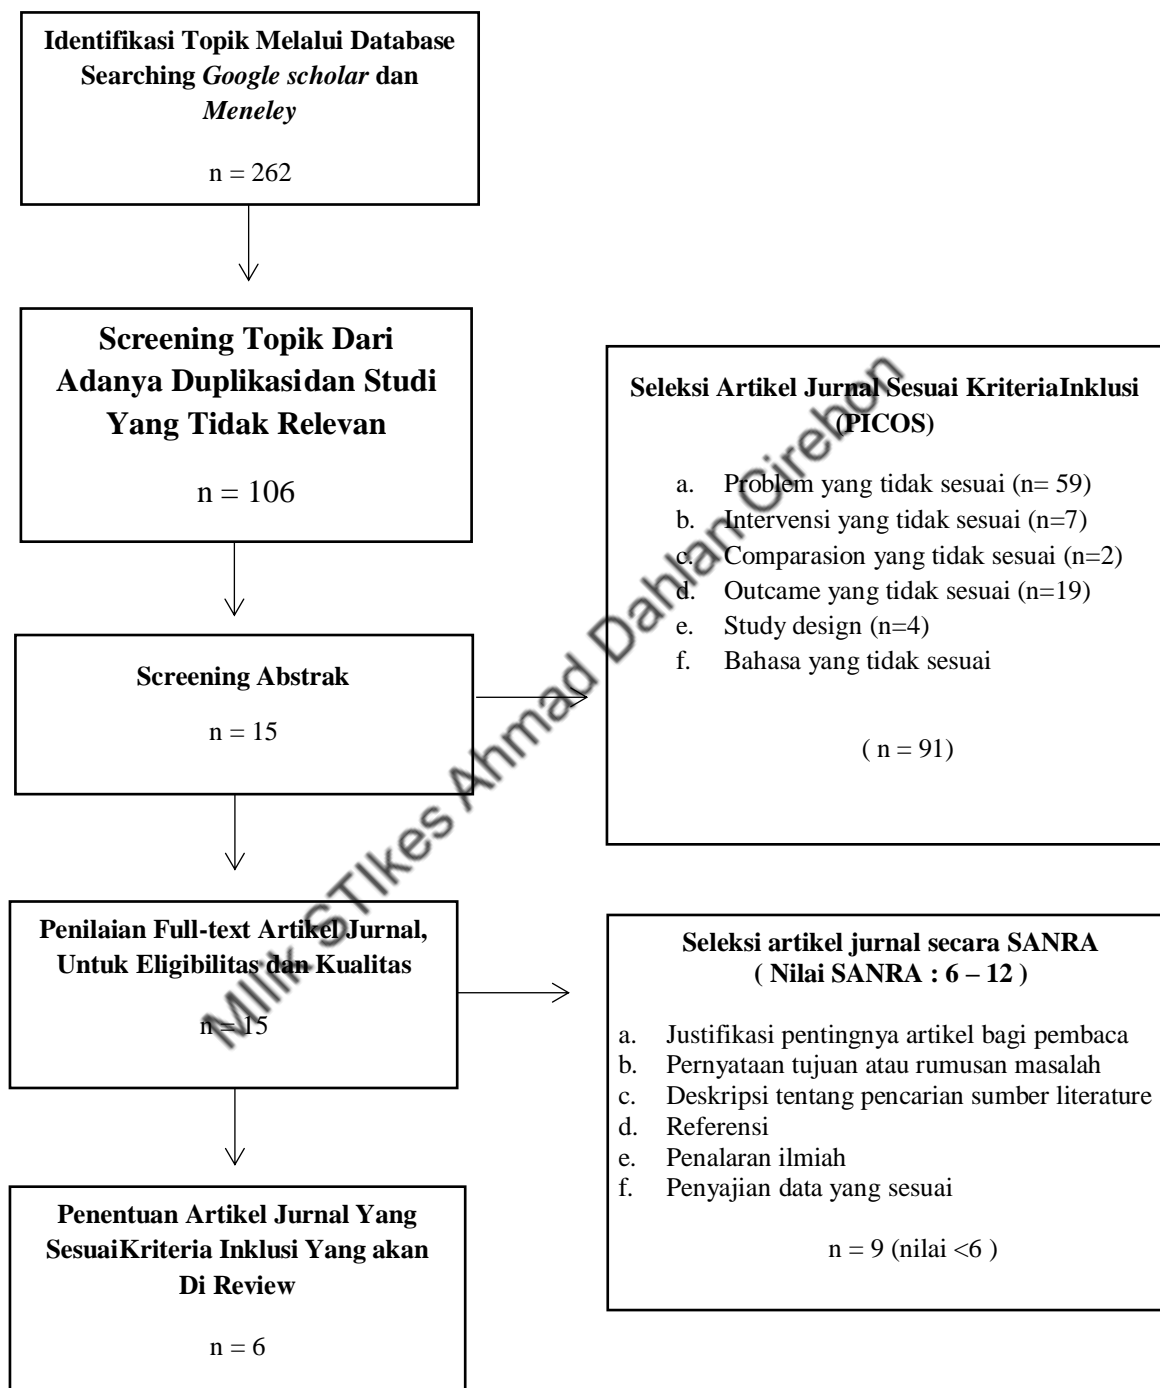 Identifikasi Topik Melalui Database
Searching Google scholar dan
Meneley
n = 262
Screening Topik Dari
Adanya Duplikasidan Studi
Yang Tidak Relevan
n = 106
Seleksi Artikel Jurnal Sesuai KriteriaInklusi
(PICOS)
a. Problem yang tidak sesuai (n= 59)
b. Intervensi yang tidak sesuai (n=7)
c. Comparasion yang tidak sesuai (n=2)
d. Outcame yang tidak sesuai (n=19)
e. Study design (n=4)
f. Bahasa yang tidak sesuai
( n = 91)
Screening Abstrak
n = 15
Penilaian Full-text Artikel Jurnal,
Untuk Eligibilitas dan Kualitas
n = 15
Seleksi artikel jurnal secara SANRA
( Nilai SANRA : 6 – 12 )
a. Justifikasi pentingnya artikel bagi pembaca
b. Pernyataan tujuan atau rumusan masalah
c. Deskripsi tentang pencarian sumber literature
d. Referensi
e. Penalaran ilmiah
f. Penyajian data yang sesuai
n = 9 (nilai <6 )
Penentuan Artikel Jurnal Yang
SesuaiKriteria Inklusi Yang akan
Di Review
n = 6
MIlik STIkes Ahmad Dahlan Cirebon